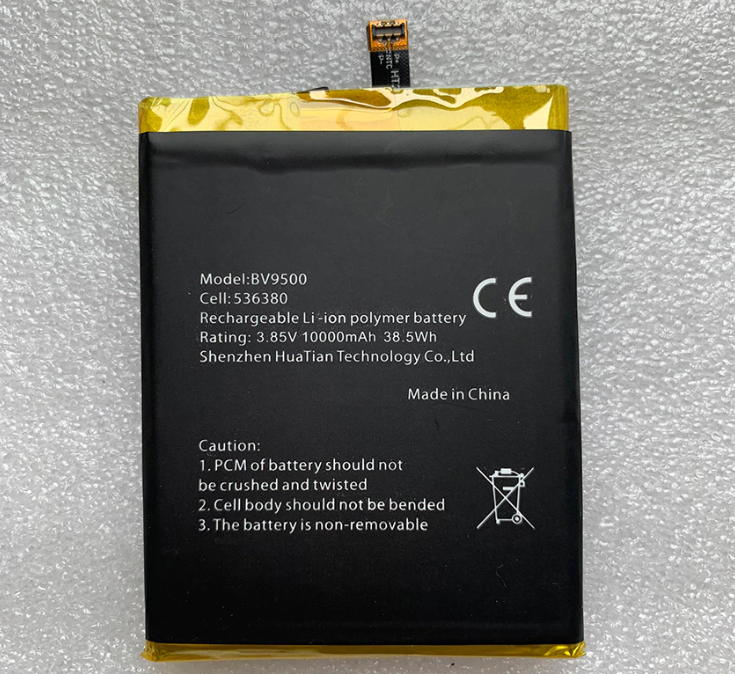 P+
NTC
P-
Model:BV9500
Cell:536380
Rechargeable Li-ion polymer battery
Rating: 3.85V 10000mAh 38.5Wh
Shenzhen HuaTian Technology Co.,Ltd
CE
Made in China
Caution:
1. PCM of battery should not
be crushed and twisted
2. Cell body should not be bended
3. The battery is non-removable